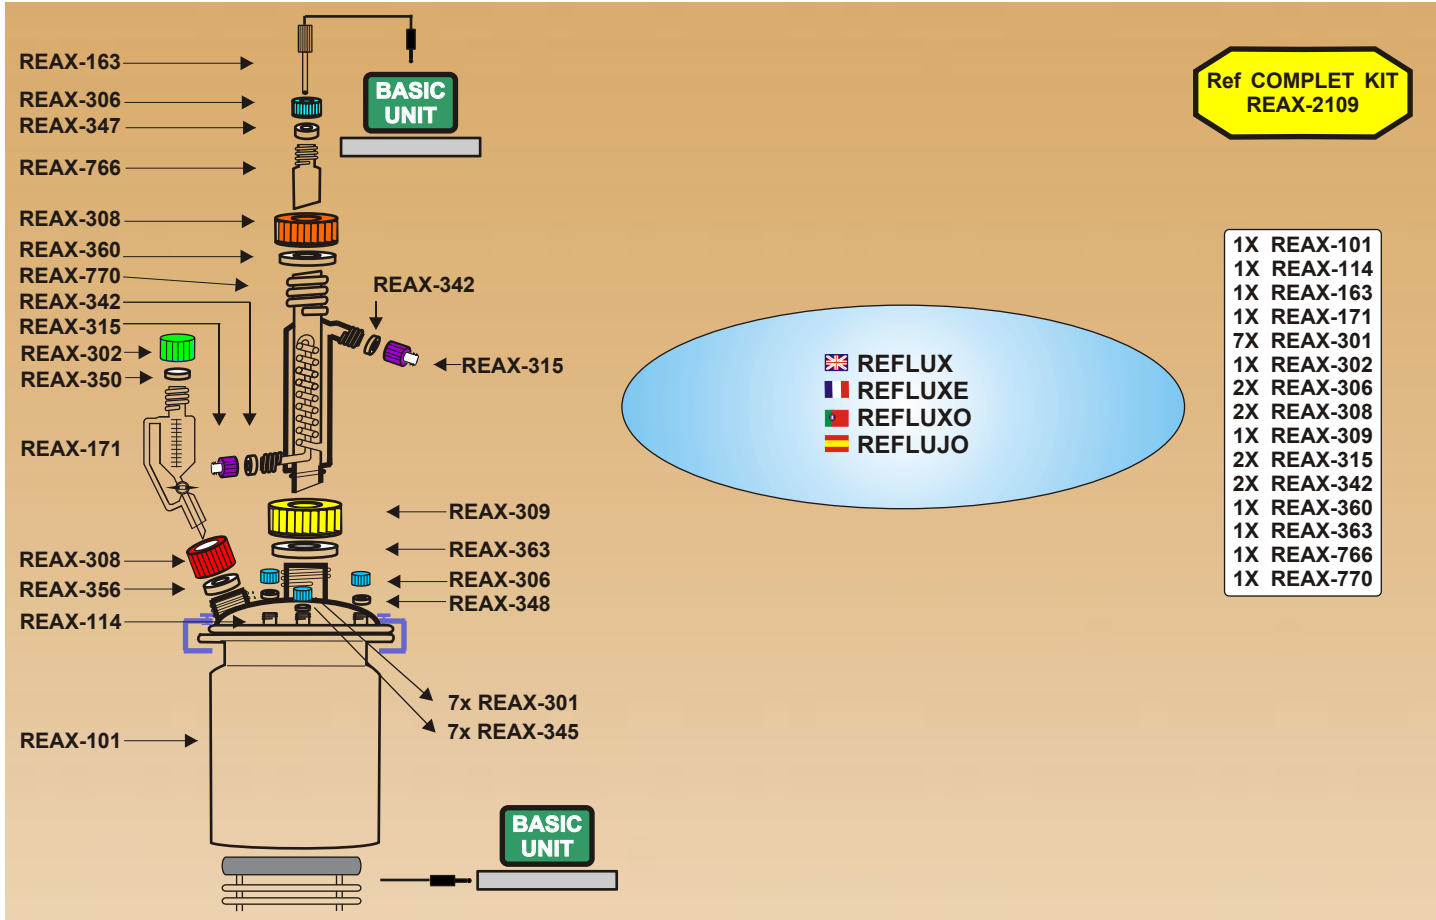 REAX-163
REAX-306
REAX-347
REAX-766
REAX-308
REAX-360
REAX-770
REAX-342
REAX-315
REAX-302
REAX-350
REAX-171
REAX-308
REAX-356
REAX-114
REAX-101
BASIC
UNIT
REAX-342
REAX-315
REAX-309
REAX-363
REAX-306
REAX-348
7x REAX-301
7x REAX-345
BASIC
UNIT
REFLUX
REFLUXE
REFLUXO
REFLUJO
Ref COMPLET KIT
REAX-2109
1X REAX-101
1X REAX-114
1X REAX-163
1X REAX-171
7X REAX-301
1X REAX-302
2X REAX-306
2X REAX-308
1X REAX-309
2X REAX-315
2X REAX-342
1X REAX-360
1X REAX-363
1X REAX-766
1X REAX-770